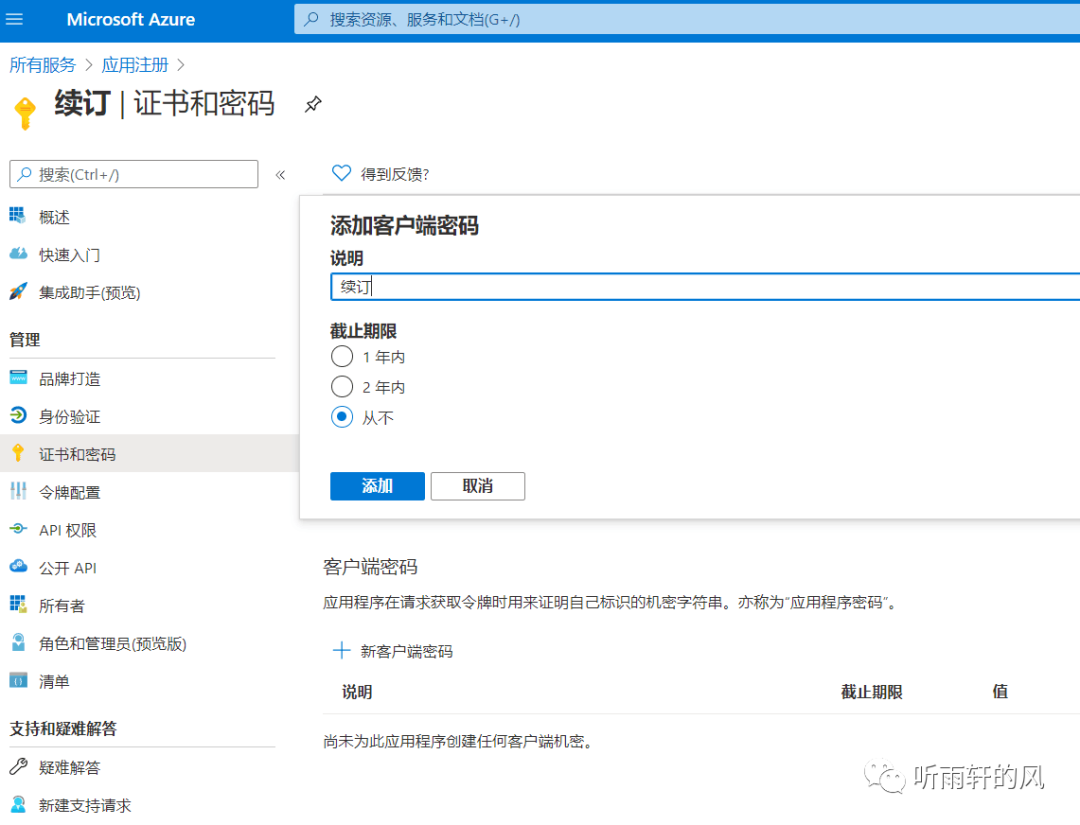 Microsoft Azure
搜索资源、服务和文档(G+/)
所有服务 > 应用注册 >
续订 | 证书和密码
搜索(Ctrl+/)
«
得到反馈?
概述
快速入门
集成助手(预览)
管理
品牌打造
身份验证
证书和密码
令牌配置
API 权限
公开 API
所有者
角色和管理员(预览版)
清单
支持和疑难解答
疑难解答
新建支持请求
添加客户端密码
说明
续订
截止期限
1 年内
2 年内
从不
添加
取消
客户端密码
应用程序在请求获取令牌时用来证明自己标识的机密字符串。亦称为“应用程序密码”。
新客户端密码
说明 截止期限 值
尚未为此应用程序创建任何客户端机密。
听雨轩的风